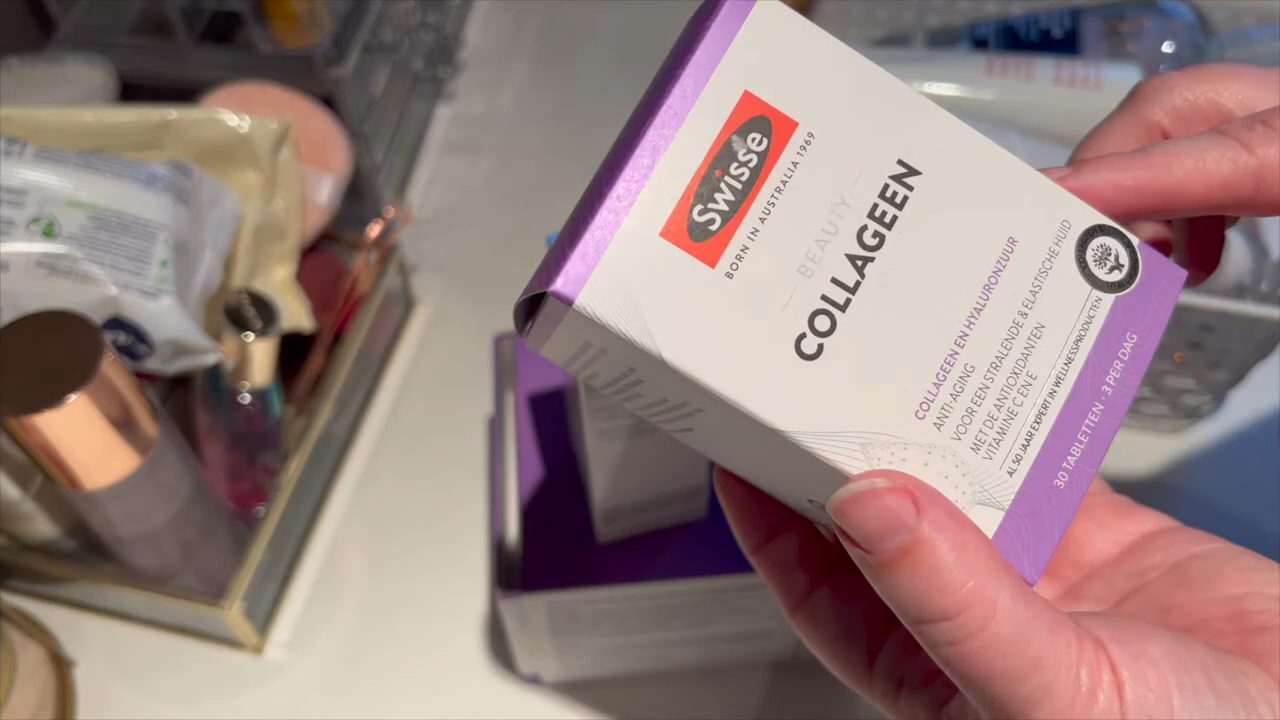 Swisse
BORN IN AUSTRALIA 1969
BEAUTY
COLLAGEEN
COLLAGEEN EN HYALURONZUUR
ANTI-AGING
VOOR EEN STRALENDE & ELASTISCHE HUID
MET DE ANTIOXIDANTEN
VITAMINE C EN E
AL 50 JAAR EXPERT IN WELLNESSPRODUCTEN
30 TABLETTEN - 3 PER DAG